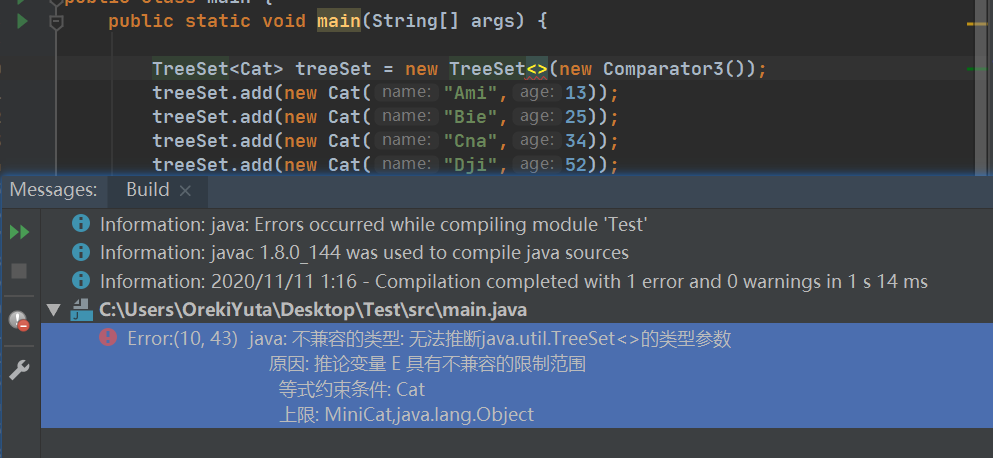 public class main {
public static void main(String[] args) {
TreeSet<Cat> treeSet = new TreeSet<>(new Comparator3());
treeSet.add(new Cat( name: "Ami", age: 13));
treeSet.add(new Cat( name: "Bie", age: 25));
treeSet.add(new Cat( name: "Cna", age: 34));
treeSet.add(new Cat( name: "Dji", age: 52));
Messages: Build ×
Information: java: Errors occurred while compiling module 'Test'
Information: javac 1.8.0_144 was used to compile java sources
Information: 2020/11/11 1:16 - Compilation completed with 1 error and 0 warnings in 1 s 14 ms
C:\Users\OrekiYuta\Desktop\Test\src\main.java
Error:(10, 43) java: 不兼容的类型: 无法推断java.util.TreeSet<>的类型参数
原因: 推论变量 E 具有不兼容的限制范围
等式约束条件: Cat
上限: MiniCat,java.lang.Object